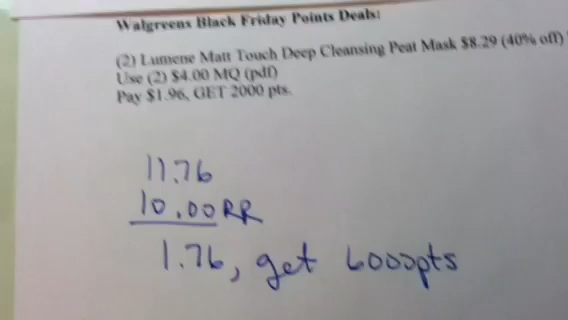 Walgreens Black Friday Points Deals:
(2) Lumene Matt Touch Deep Cleansing Peat Mask $8.29 (40% off)
Use (2) $4.00 MQ (pdf)
Pay $1.96, GET 2000 pts.
11.76
10.00RR
1.76, get 6000pts